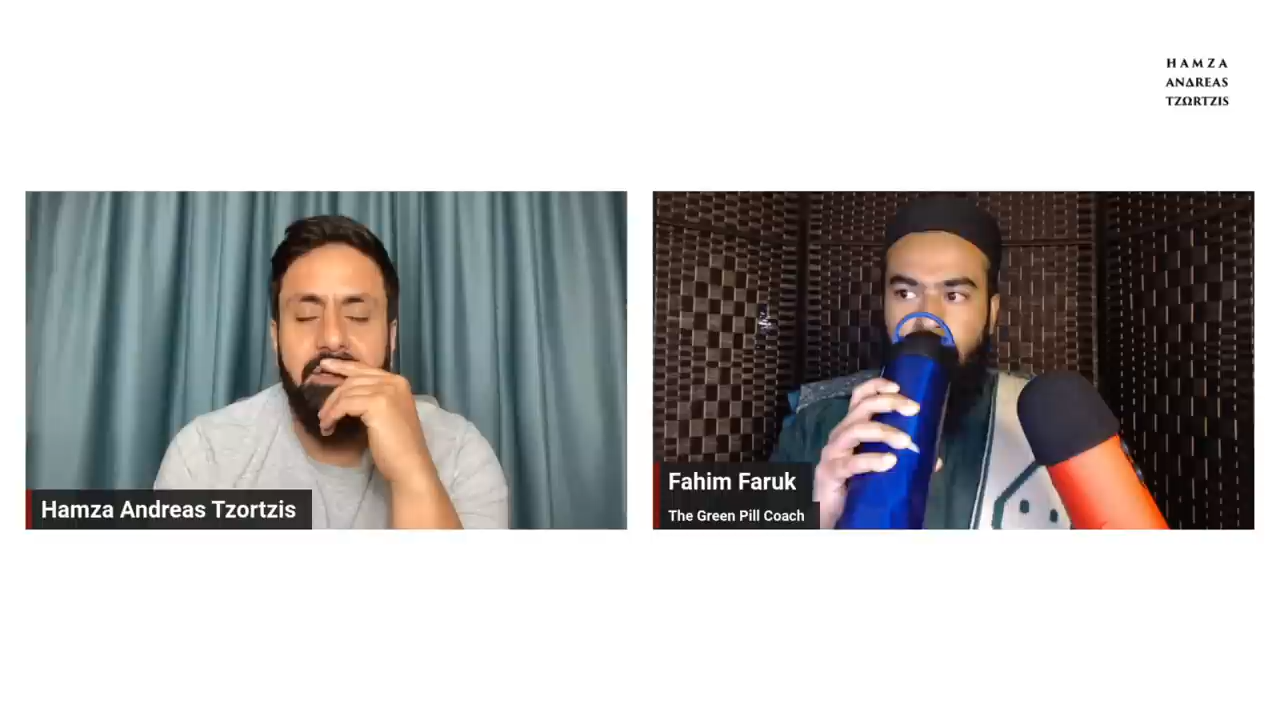 HAMZA
ANΔREAS
TZΩRTZIS
Hamza Andreas Tzortzis
Fahim Faruk
The Green Pill Coach